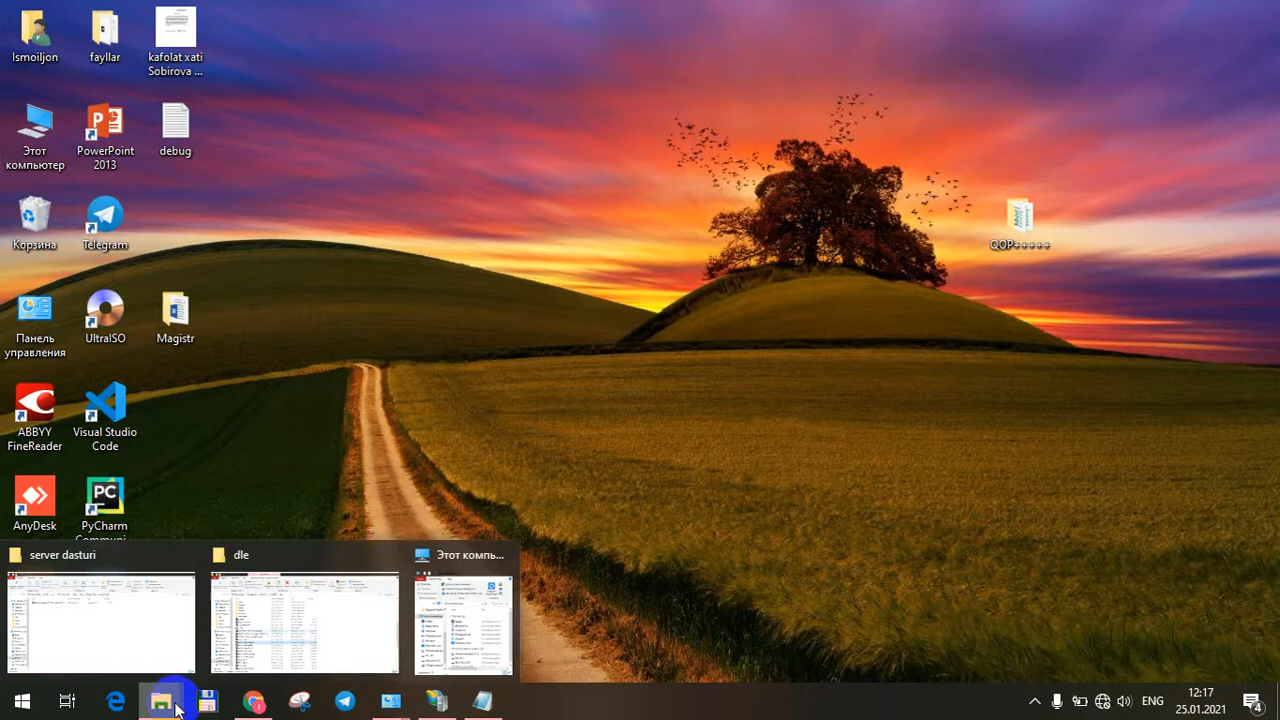 Ismoiljon
fayllar
kafolat xati
Sobirova ...
Этот
компьютер
PowerPoint
2013
debug
Корзина
Telegram
QOP+++++
Панель
управления
UltraISO
Magistr
ABBYY
FineReader
Visual Studio
Code
AnyDesk
PyCharm
Communi...
server dasturi
dle
Этот компь...
ENG
12:17
25.01.2021
4